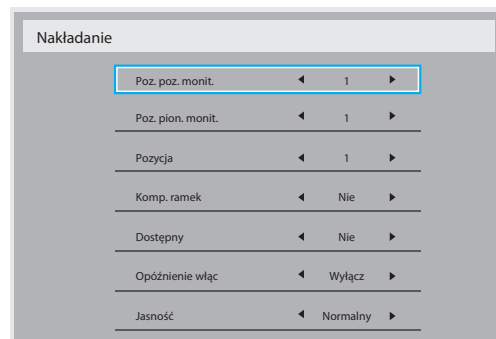 Nakładanie
Poz. poz. monit. 1
Poz. pion. monit. 1
Pozycja 1
Komp. ramek Nie
Dostępny Nie
Opóźnienie włąc Wyłącz
Jasność Normalny